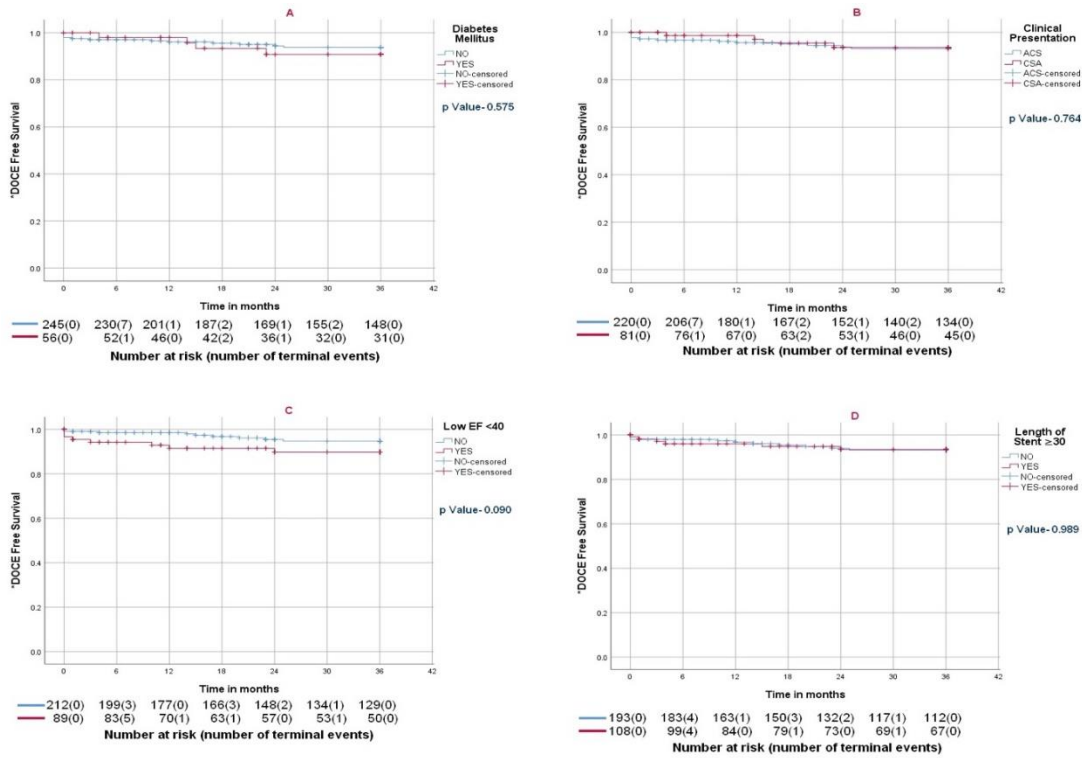 A
Diabetes
Mellitus
NO
YES
NO-censored
YES-censored
p Value- 0.575
*DOCE Free Survival
1.0
0.8
0.6
0.4
0.2
0.0
0 6 12 18 24 30 36 42
Time in months
245(0) 230(7) 201(1) 187(2) 169(1) 155(2) 148(0)
56(0) 52(1) 46(0) 42(2) 36(1) 32(0) 31(0)
Number at risk (number of terminal events)
B
Clinical
Presentation
ACS
CSA
ACS-censored
CSA-censored
p Value- 0.764
*DOCE Free Survival
1.0
0.8
0.6
0.4
0.2
0.0
0 6 12 18 24 30 36 42
Time in months
220(0) 206(7) 180(1) 167(2) 152(1) 140(2) 134(0)
81(0) 76(1) 67(0) 63(2) 53(1) 46(0) 45(0)
Number at risk (number of terminal events)
C
Low EF <40
NO
YES
NO-censored
YES-censored
p Value- 0.090
*DOCE Free Survival
1.0
0.8
0.6
0.4
0.2
0.0
0 6 12 18 24 30 36 42
Time in months
212(0) 199(3) 177(0) 166(3) 148(2) 134(1) 129(0)
89(0) 83(5) 70(1) 63(1) 57(0) 53(1) 50(0)
Number at risk (number of terminal events)
D
Length of
Stent ≥30
NO
YES
NO-censored
YES-censored
p Value- 0.989
*DOCE Free Survival
1.0
0.8
0.6
0.4
0.2
0.0
0 6 12 18 24 30 36 42
Time in months
193(0) 183(4) 163(1) 150(3) 132(2) 117(1) 112(0)
108(0) 99(4) 84(0) 79(1) 73(0) 69(1) 67(0)
Number at risk (number of terminal events)